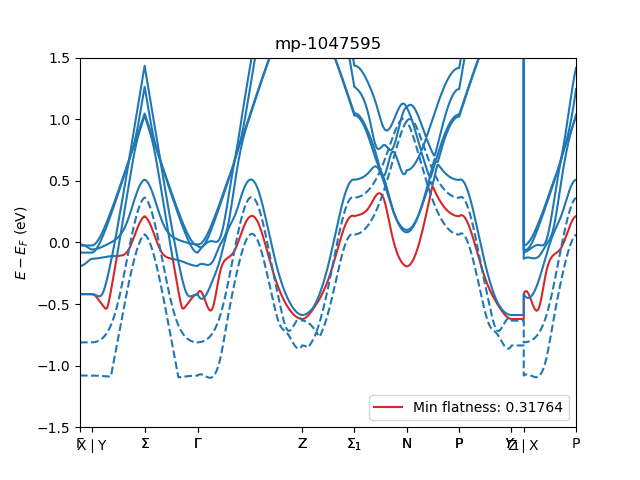 mp-1047595
E − E_F (eV)
1.5
1.0
0.5
0.0
−0.5
−1.0
−1.5
Min flatness: 0.31764
X | Y Σ Γ Z Σ₁ N P | X P